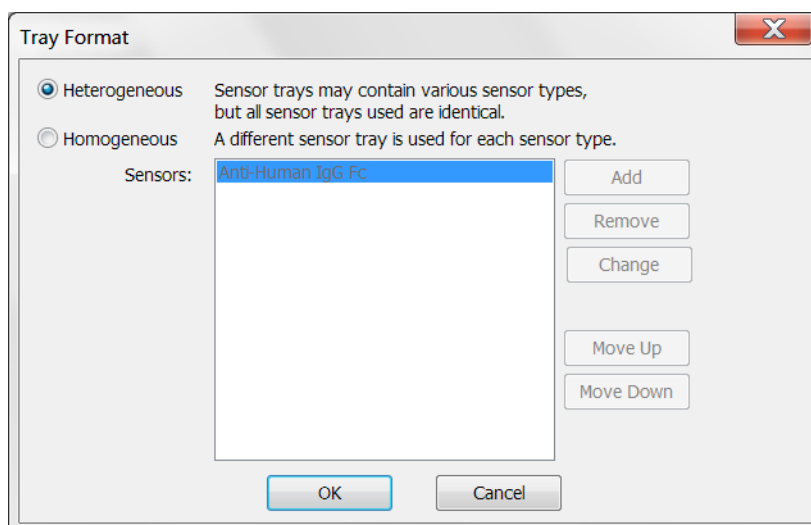 Tray Format
Heterogeneous Sensor trays may contain various sensor types,
but all sensor trays used are identical.
Homogeneous A different sensor tray is used for each sensor type.
Sensors: Anti-Human IgG Fc
Add
Remove
Change
Move Up
Move Down
OK Cancel